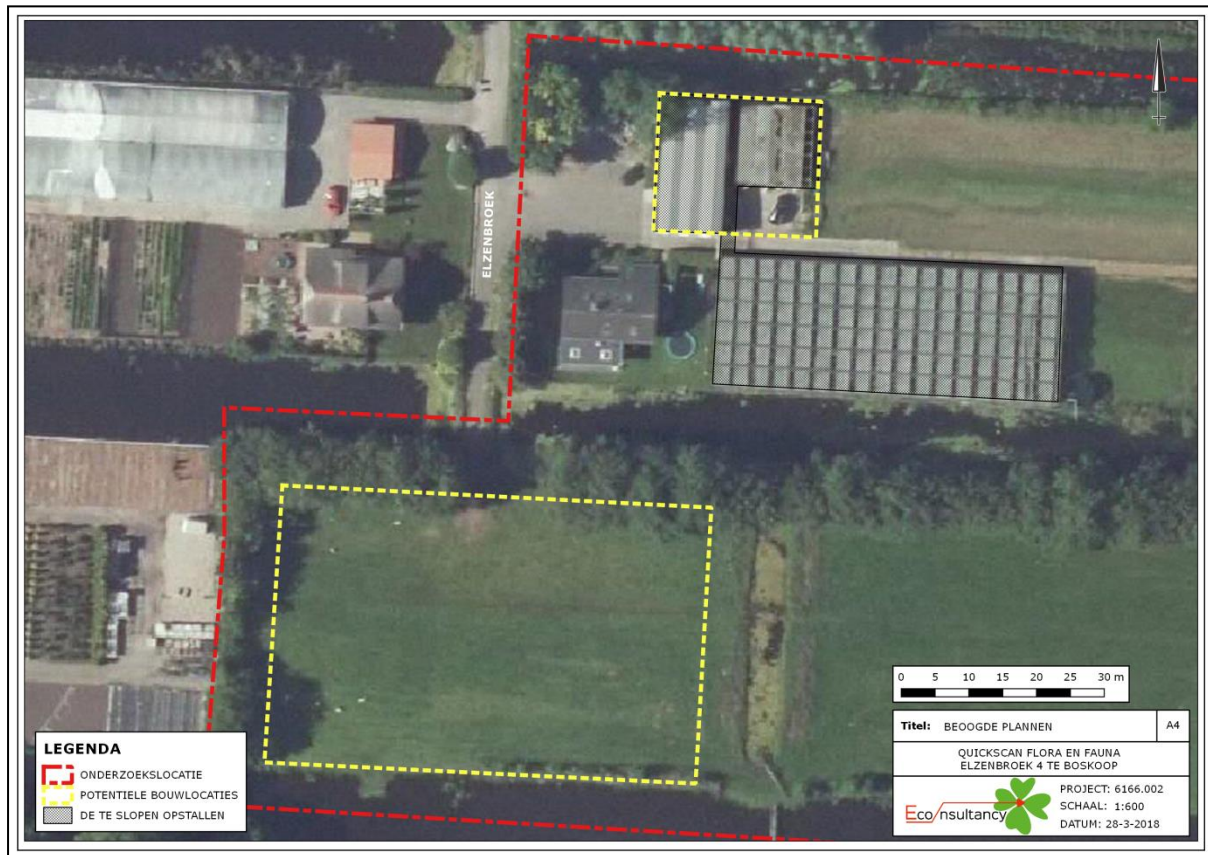 ELZENBROEK
LEGENDA
ONDERZOEKSLOCATIE
POTENTIELE BOUWLOCATIES
DE TE SLOPEN OPSTALLEN
0 5 10 15 20 25 30 m
Titel: BEOOGDE PLANNEN A4
QUICKSCAN FLORA EN FAUNA
ELZENBROEK 4 TE BOSKOOP
Econsultancy
PROJECT: 6166.002
SCHAAL: 1:600
DATUM: 28-3-2018